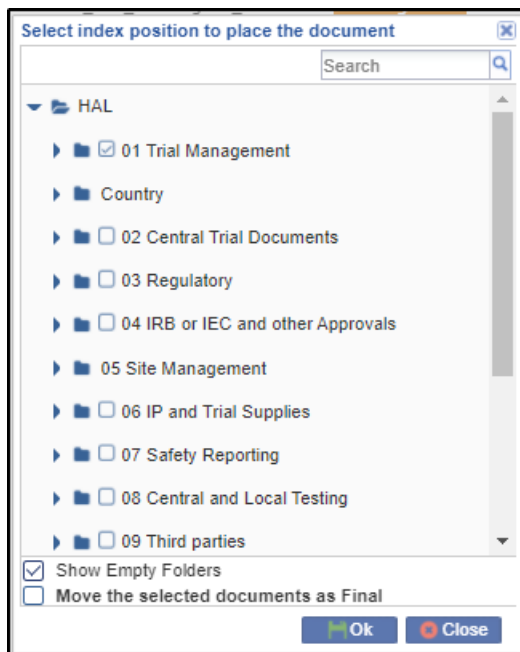 Select index position to place the document
Search
HAL
01 Trial Management
Country
02 Central Trial Documents
03 Regulatory
04 IRB or IEC and other Approvals
05 Site Management
06 IP and Trial Supplies
07 Safety Reporting
08 Central and Local Testing
09 Third parties
Show Empty Folders
Move the selected documents as Final
Ok Close